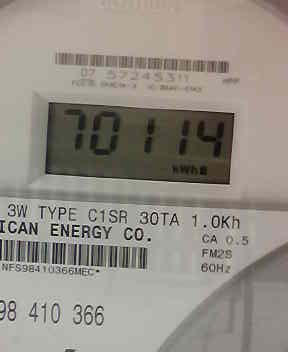 07 57245311
70114
kWh
3W TYPE C1SR 30TA 1.0Kh
ICAN ENERGY CO.
CA 0.5
FM2S
60Hz
NFS98410366MEC*
98 410 366